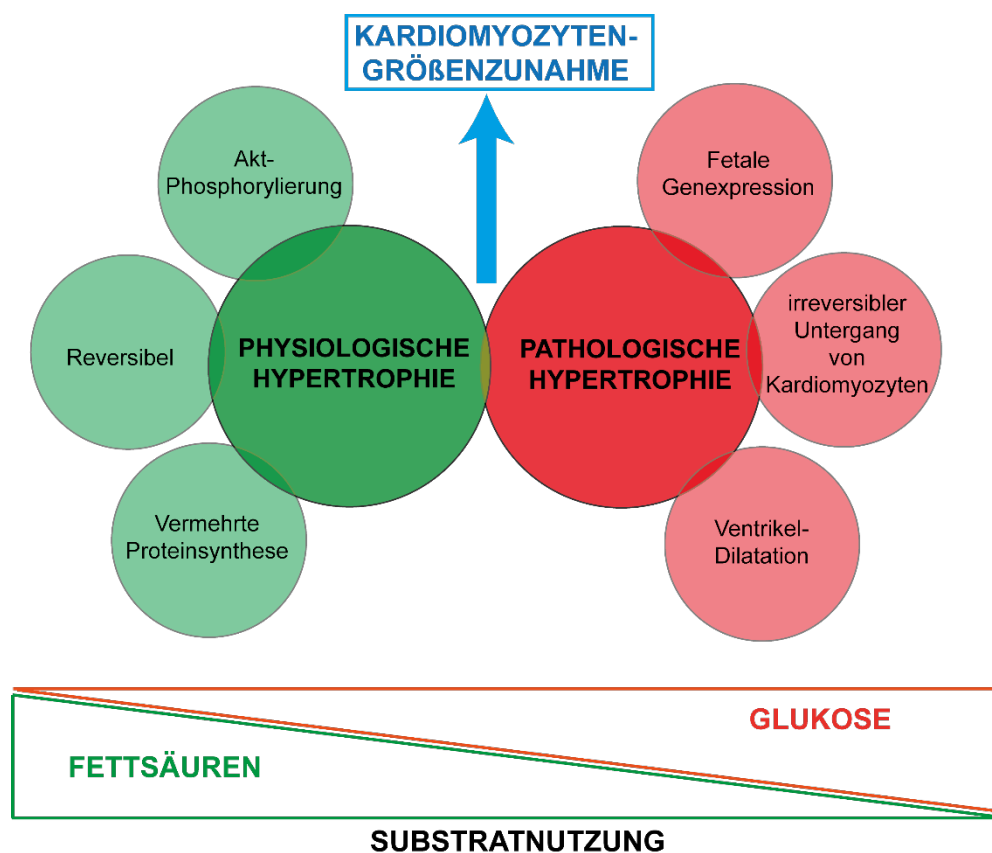 KARDIOMYOZYTEN-
GRÖßENZUNAHME
Akt-
Phosphorylierung
Fetale
Genexpression
Reversibel
PHYSIOLOGISCHE
HYPERTROPHIE
PATHOLOGISCHE
HYPERTROPHIE
irreversibler
Untergang
von
Kardiomyozyten
Vermehrte
Proteinsynthese
Ventrikel-
Dilatation
GLUKOSE
FETTSÄUREN
SUBSTRATNUTZUNG